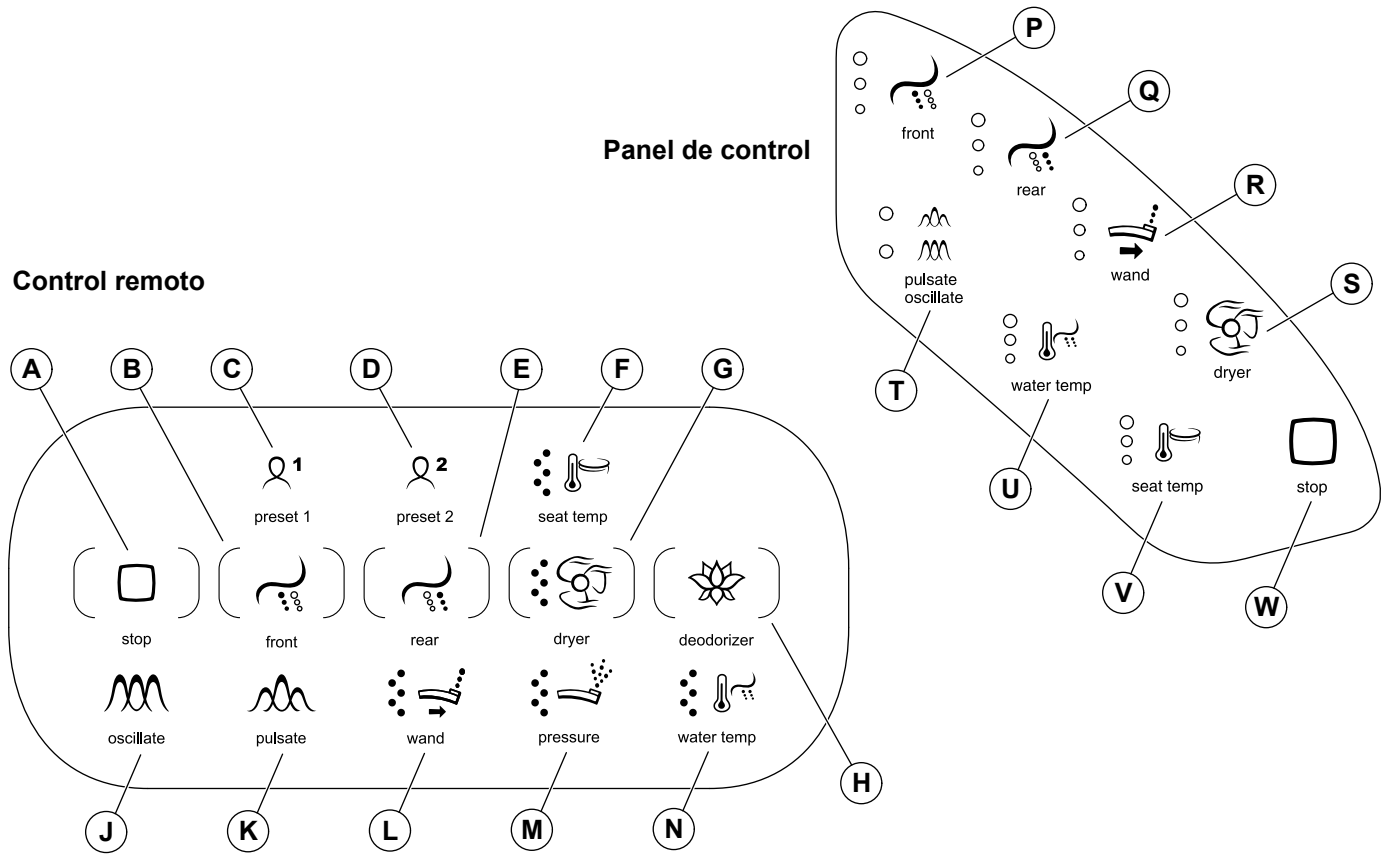 P
Q
front
Panel de control
rear
R
wand
S
pulsate
oscillate
dryer
T
water temp
U
seat temp
stop
V
W
Control remoto
A
B
C
D
E
F
G
1
2
preset 1
preset 2
seat temp
stop
front
rear
dryer
deodorizer
oscillate
pulsate
wand
pressure
water temp
H
J
K
L
M
N